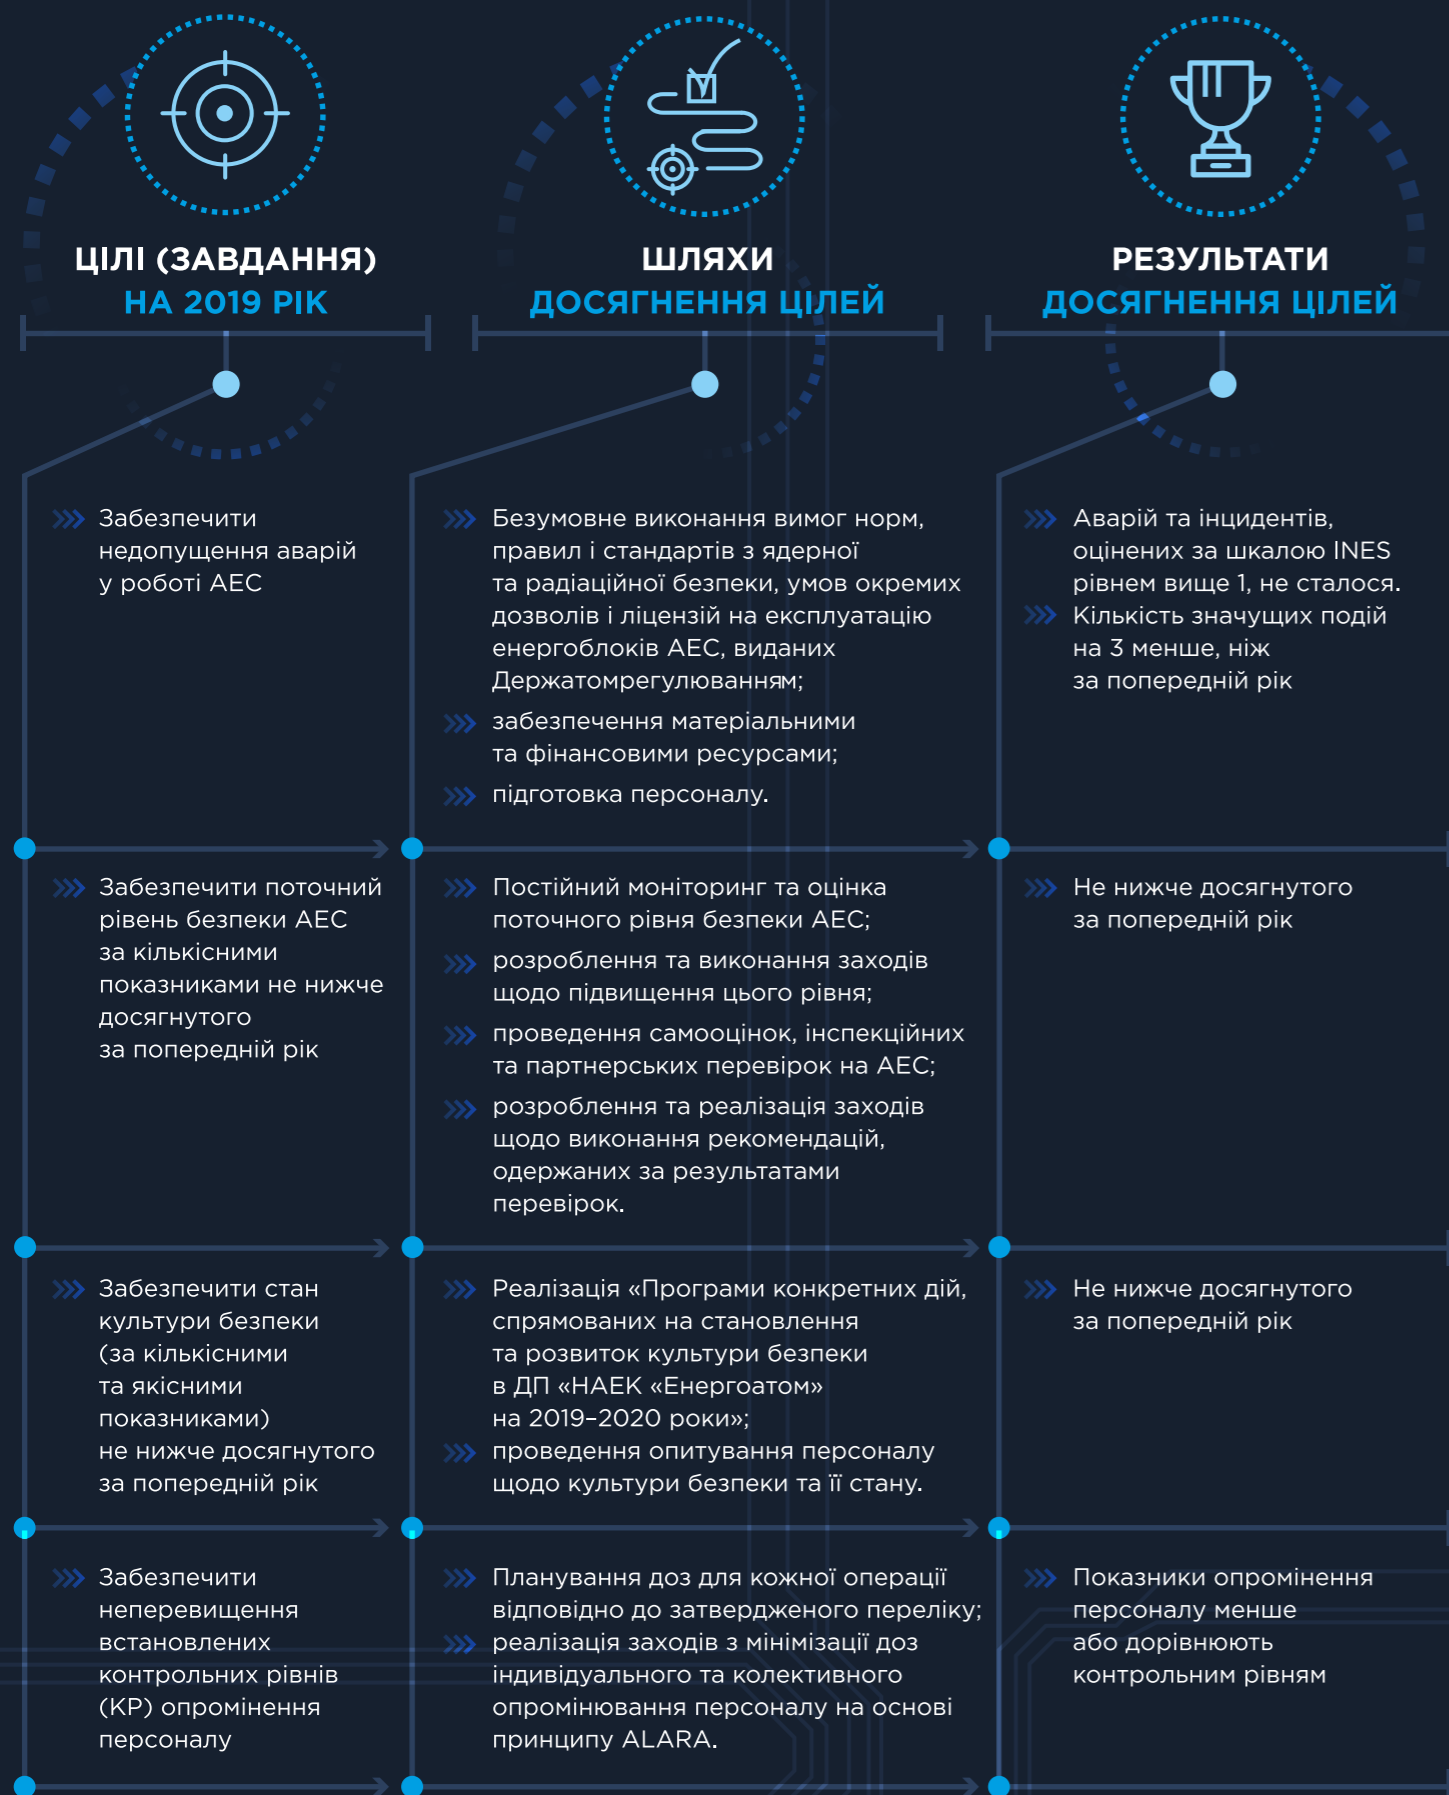 ЦІЛІ (ЗАВДАННЯ)
НА 2019 РІК
ШЛЯХИ
ДОСЯГНЕННЯ ЦІЛЕЙ
РЕЗУЛЬТАТИ
ДОСЯГНЕННЯ ЦІЛЕЙ
Забезпечити
недопущення аварій
у роботі АЕС
Безумовне виконання вимог норм,
правил і стандартів з ядерної
та радіаційної безпеки, умов окремих
дозволів і ліцензій на експлуатацію
енергоблоків АЕС, виданих
Держатомрегулюванням;
забезпечення матеріальними
та фінансовими ресурсами;
підготовка персоналу.
Аварій та інцидентів,
оцінених за шкалою INES
рівнем вище 1, не сталося.
Кількість значущих подій
на 3 менше, ніж
за попередній рік
Забезпечити поточний
рівень безпеки АЕС
за кількісними
показниками не нижче
досягнутого
за попередній рік
Постійний моніторинг та оцінка
поточного рівня безпеки АЕС;
розроблення та виконання заходів
щодо підвищення цього рівня;
проведення самооцінок, інспекційних
та партнерських перевірок на АЕС;
розроблення та реалізація заходів
щодо виконання рекомендацій,
одержаних за результатами
перевірок.
Не нижче досягнутого
за попередній рік
Забезпечити стан
культури безпеки
(за кількісними
та якісними
показниками)
не нижче досягнутого
за попередній рік
Реалізація «Програми конкретних дій,
спрямованих на становлення
та розвиток культури безпеки
в ДП «НАЕК «Енергоатом»
на 2019–2020 роки»;
проведення опитування персоналу
щодо культури безпеки та її стану.
Не нижче досягнутого
за попередній рік
Забезпечити
неперевищення
встановлених
контрольних рівнів
(КР) опромінення
персоналу
Планування доз для кожної операції
відповідно до затвердженого переліку;
реалізація заходів з мінімізації доз
індивідуального та колективного
опромінювання персоналу на основі
принципу ALARA.
Показники опромінення
персоналу менше
або дорівнюють
контрольним рівням